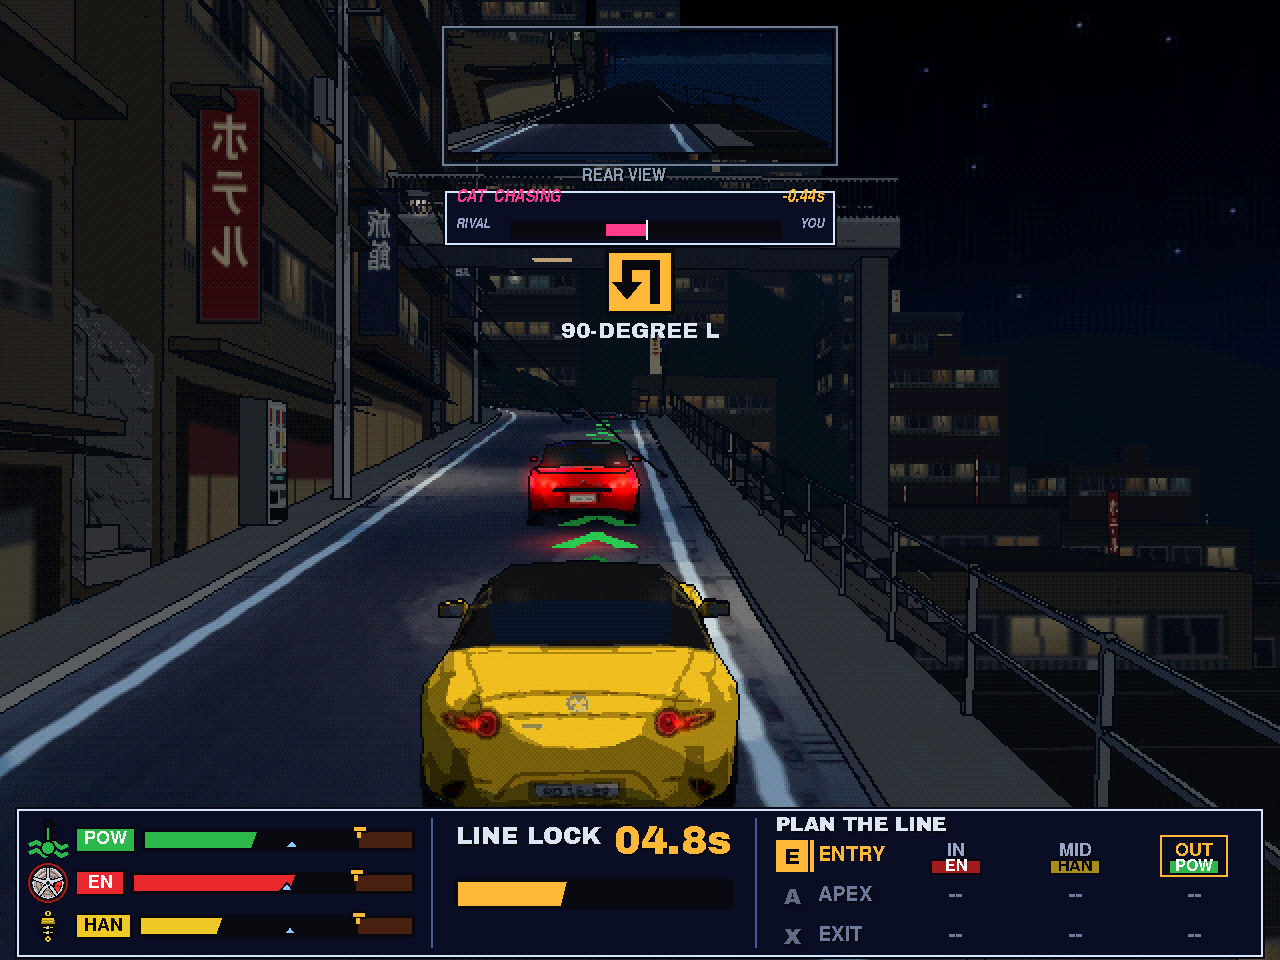 ホテル
旅館
REAR VIEW
CAT CHASING -0.44s
RIVAL YOU
90-DEGREE L
POW
EN
HAN
LINE LOCK 04.8s
PLAN THE LINE
E ENTRY IN EN MID HAN OUT POW
A APEX -- -- --
X EXIT -- -- --